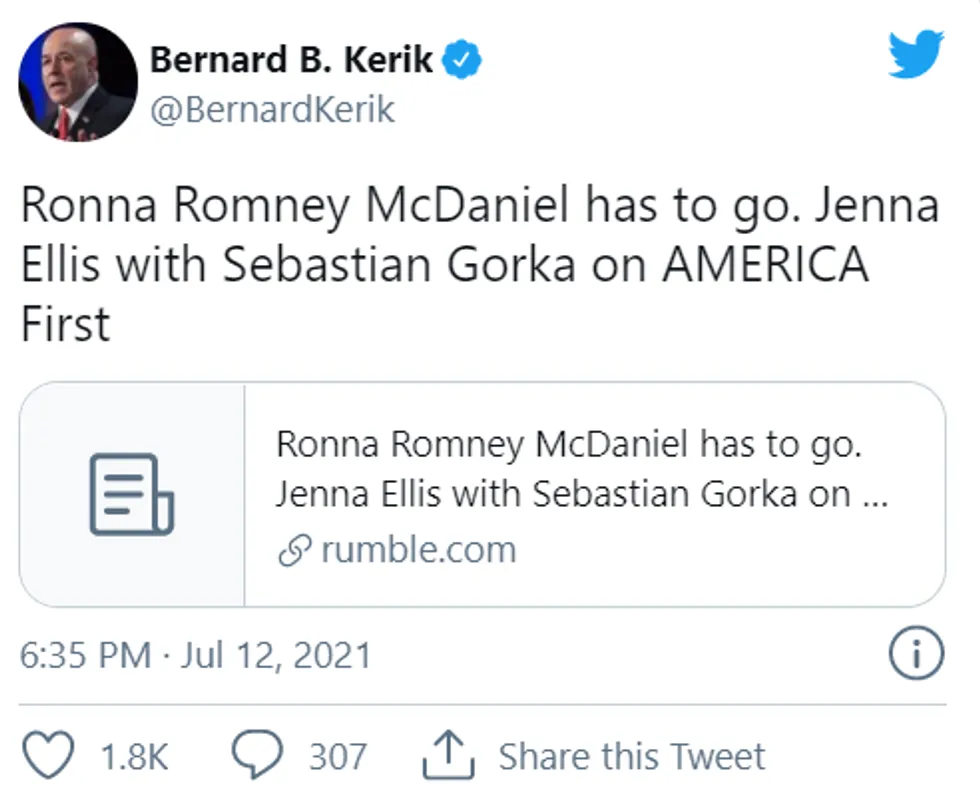 Bernard B. Kerik
@BernardKerik
Ronna Romney McDaniel has to go. Jenna
Ellis with Sebastian Gorka on AMERICA
First
Ronna Romney McDaniel has to go.
Jenna Ellis with Sebastian Gorka on ...
rumble.com
6:35 PM · Jul 12, 2021
1.8K 307 Share this Tweet